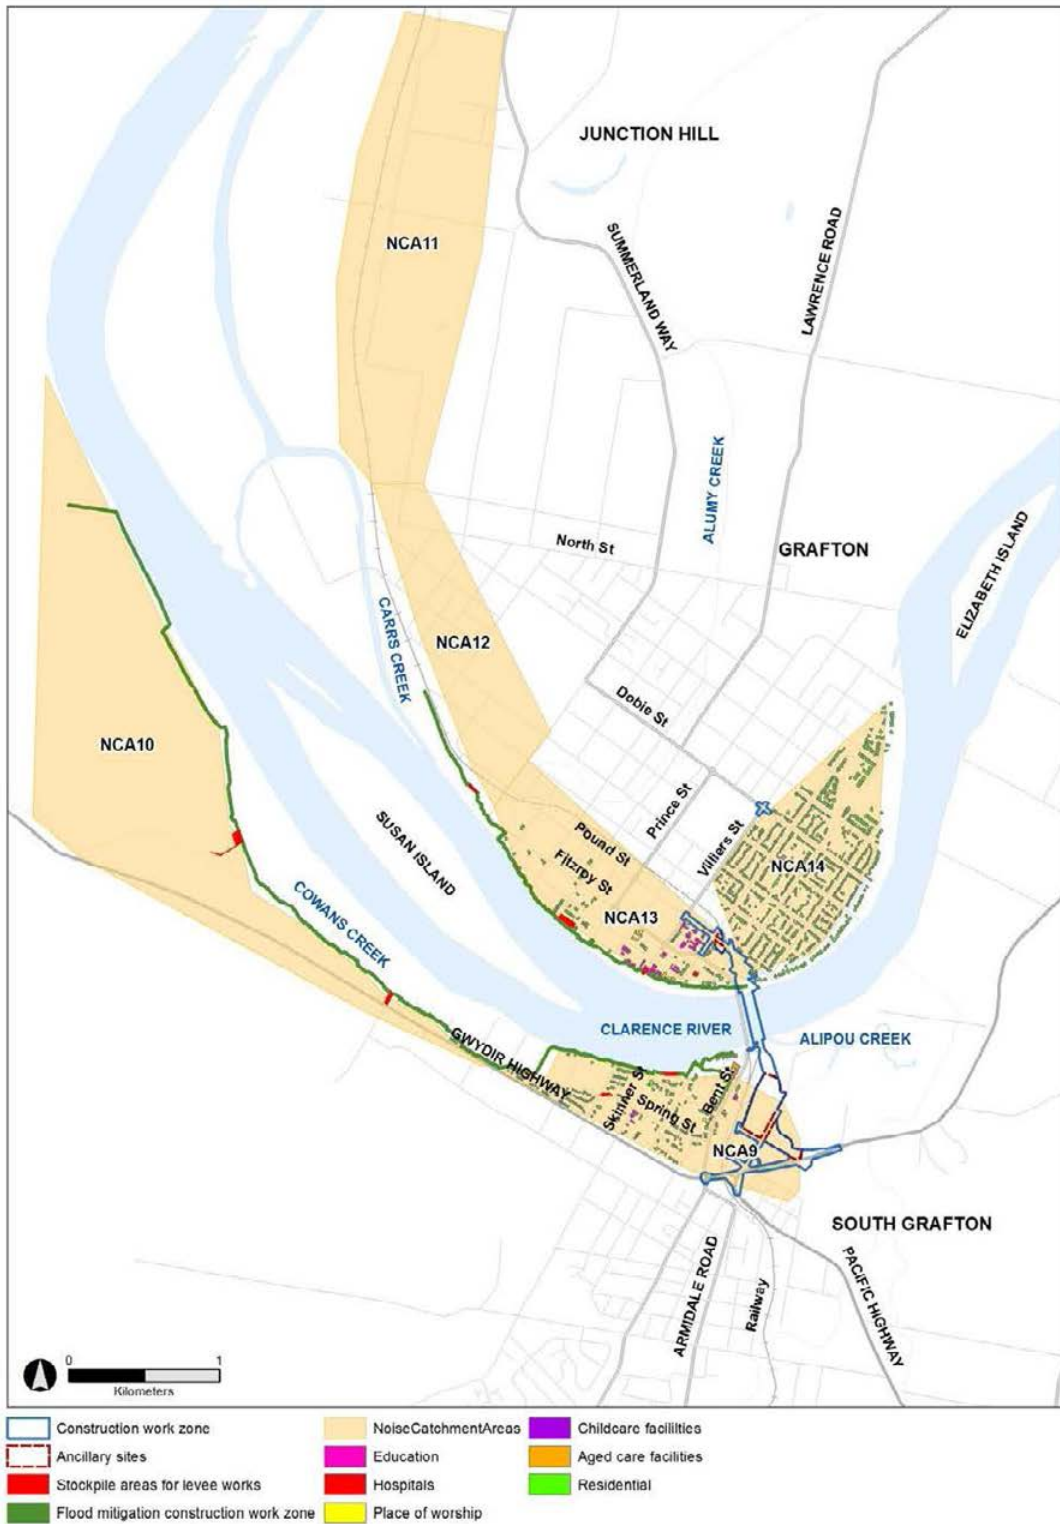 JUNCTION HILL
NCA11
SUMMERLAND WAY
LAWRENCE ROAD
ALUMY CREEK
North St
GRAFTON
ELIZABETH ISLAND
CARRS CREEK
NCA12
Dobie St
NCA10
SUSAN ISLAND
Prince St
Pound St
Villiers St
Fitzrpy St
NCA14
COWANS CREEK
NCA13
CLARENCE RIVER
ALIPOU CREEK
GWYDIR HIGHWAY
Skinner St
Spring St
Bent St
NCA9
SOUTH GRAFTON
ARMIDALE ROAD
Railway
PACIFIC HIGHWAY
0 1
Kilometers
Construction work zone
Ancillary sites
Stockpile areas for levee works
Flood mitigation construction work zone
NoiseCatchmentAreas
Education
Hospitals
Place of worship
Childcare facililties
Aged care facilities
Residential